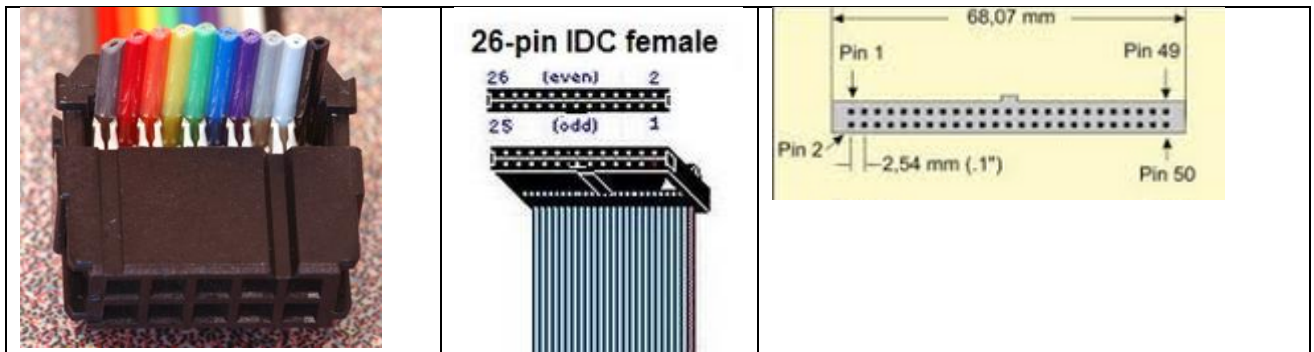 26-pin IDC female
26 (even) 2
25 (odd) 1
68,07 mm
Pin 1 Pin 49
Pin 2
2,54 mm (.1")
Pin 50